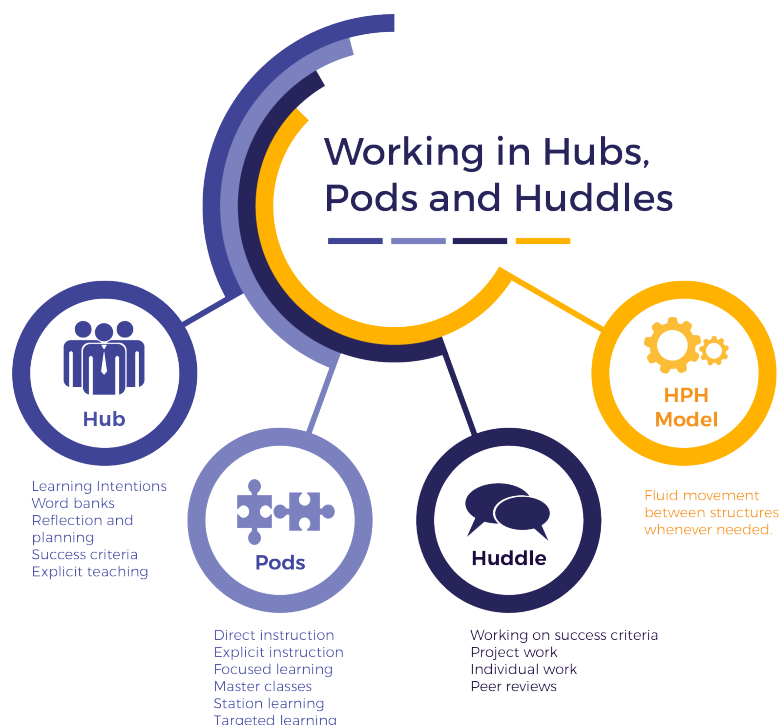 Working in Hubs,
Pods and Huddles
Hub
Learning Intentions
Word banks
Reflection and
planning
Success criteria
Explicit teaching
Pods
Direct instruction
Explicit instruction
Focused learning
Master classes
Station learning
Targeted learning
Huddle
Working on success criteria
Project work
Individual work
Peer reviews
HPH
Model
Fluid movement
between structures
whenever needed.